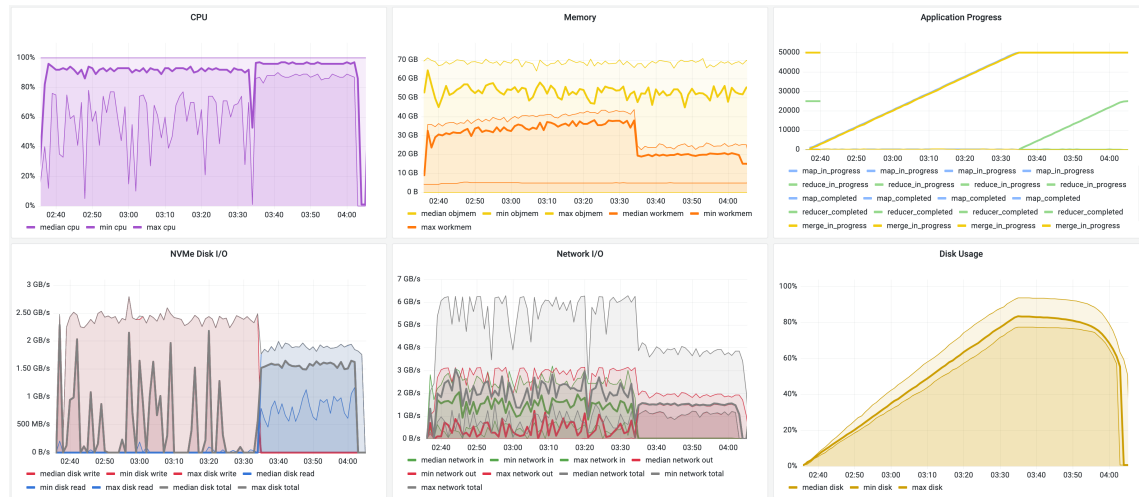 CPU
100%
80%
60%
40%
20%
0%
02:40 02:50 03:00 03:10 03:20 03:30 03:40 03:50 04:00
median cpu min cpu max cpu
Memory
70 GB
60 GB
50 GB
40 GB
30 GB
20 GB
10 GB
0 B
02:40 02:50 03:00 03:10 03:20 03:30 03:40 03:50 04:00
median objmem min objmem max objmem median workmem min workmem
max workmem
Application Progress
50000
40000
30000
20000
10000
0
02:40 02:50 03:00 03:10 03:20 03:30 03:40 03:50 04:00
map_in_progress map_in_progress map_in_progress map_in_progress
reduce_in_progress reduce_in_progress reduce_in_progress reduce_in_progress
map_completed map_completed map_completed map_completed
reducer_completed reducer_completed reducer_completed reducer_completed
merge_in_progress merge_in_progress merge_in_progress merge_in_progress
NVMe Disk I/O
3 GB/s
2.50 GB/s
2 GB/s
1.50 GB/s
1 GB/s
500 MB/s
0 B/s
02:40 02:50 03:00 03:10 03:20 03:30 03:40 03:50 04:00
median disk write min disk write max disk write median disk read
min disk read max disk read median disk total max disk total
Network I/O
7 GB/s
6 GB/s
5 GB/s
4 GB/s
3 GB/s
2 GB/s
1 GB/s
0 B/s
02:40 02:50 03:00 03:10 03:20 03:30 03:40 03:50 04:00
median network in min network in max network in median network out
min network out max network out median network total min network total
max network total
Disk Usage
100%
80%
60%
40%
20%
0%
02:40 02:50 03:00 03:10 03:20 03:30 03:40 03:50 04:00
median disk min disk max disk